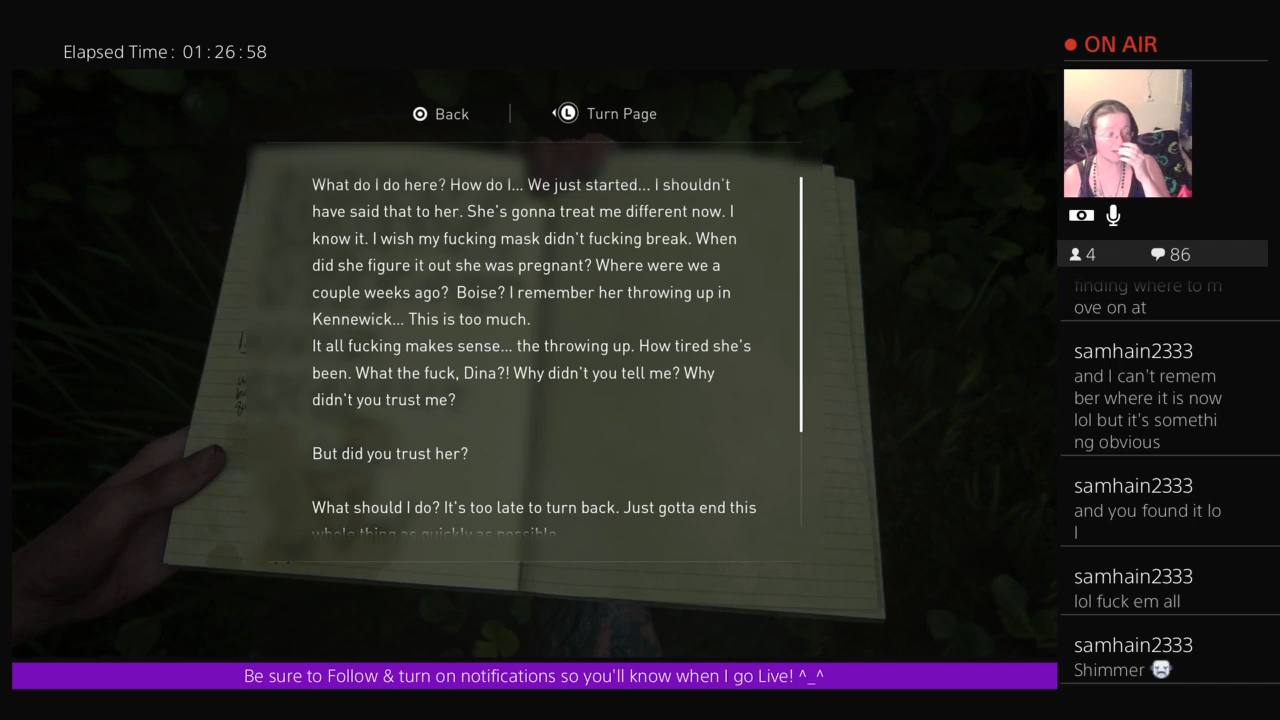 Elapsed Time: 01:26:58
ON AIR
Back
L Turn Page
What do I do here? How do I... We just started... I shouldn't
have said that to her. She's gonna treat me different now. I
know it. I wish my fucking mask didn't fucking break. When
did she figure it out she was pregnant? Where were we a
couple weeks ago?  Boise? I remember her throwing up in
Kennewick... This is too much.
It all fucking makes sense... the throwing up. How tired she's
been. What the fuck, Dina?! Why didn't you tell me? Why
didn't you trust me?
But did you trust her?
What should I do? It's too late to turn back. Just gotta end this
whole thing as quickly as possible
4
86
finding where to m
ove on at
samhain2333
and I can't remem
ber where it is now
lol but it's somethi
ng obvious
samhain2333
and you found it lo
l
samhain2333
lol fuck em all
samhain2333
Shimmer
Be sure to Follow & turn on notifications so you'll know when I go Live! ^_^